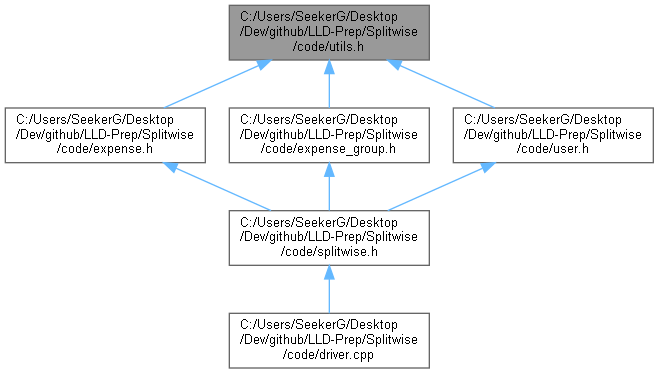 C:/Users/SeekerG/Desktop
/Dev/github/LLD-Prep/Splitwise
/code/utils.h
C:/Users/SeekerG/Desktop
/Dev/github/LLD-Prep/Splitwise
/code/expense.h
C:/Users/SeekerG/Desktop
/Dev/github/LLD-Prep/Splitwise
/code/expense_group.h
C:/Users/SeekerG/Desktop
/Dev/github/LLD-Prep/Splitwise
/code/user.h
C:/Users/SeekerG/Desktop
/Dev/github/LLD-Prep/Splitwise
/code/splitwise.h
C:/Users/SeekerG/Desktop
/Dev/github/LLD-Prep/Splitwise
/code/driver.cpp